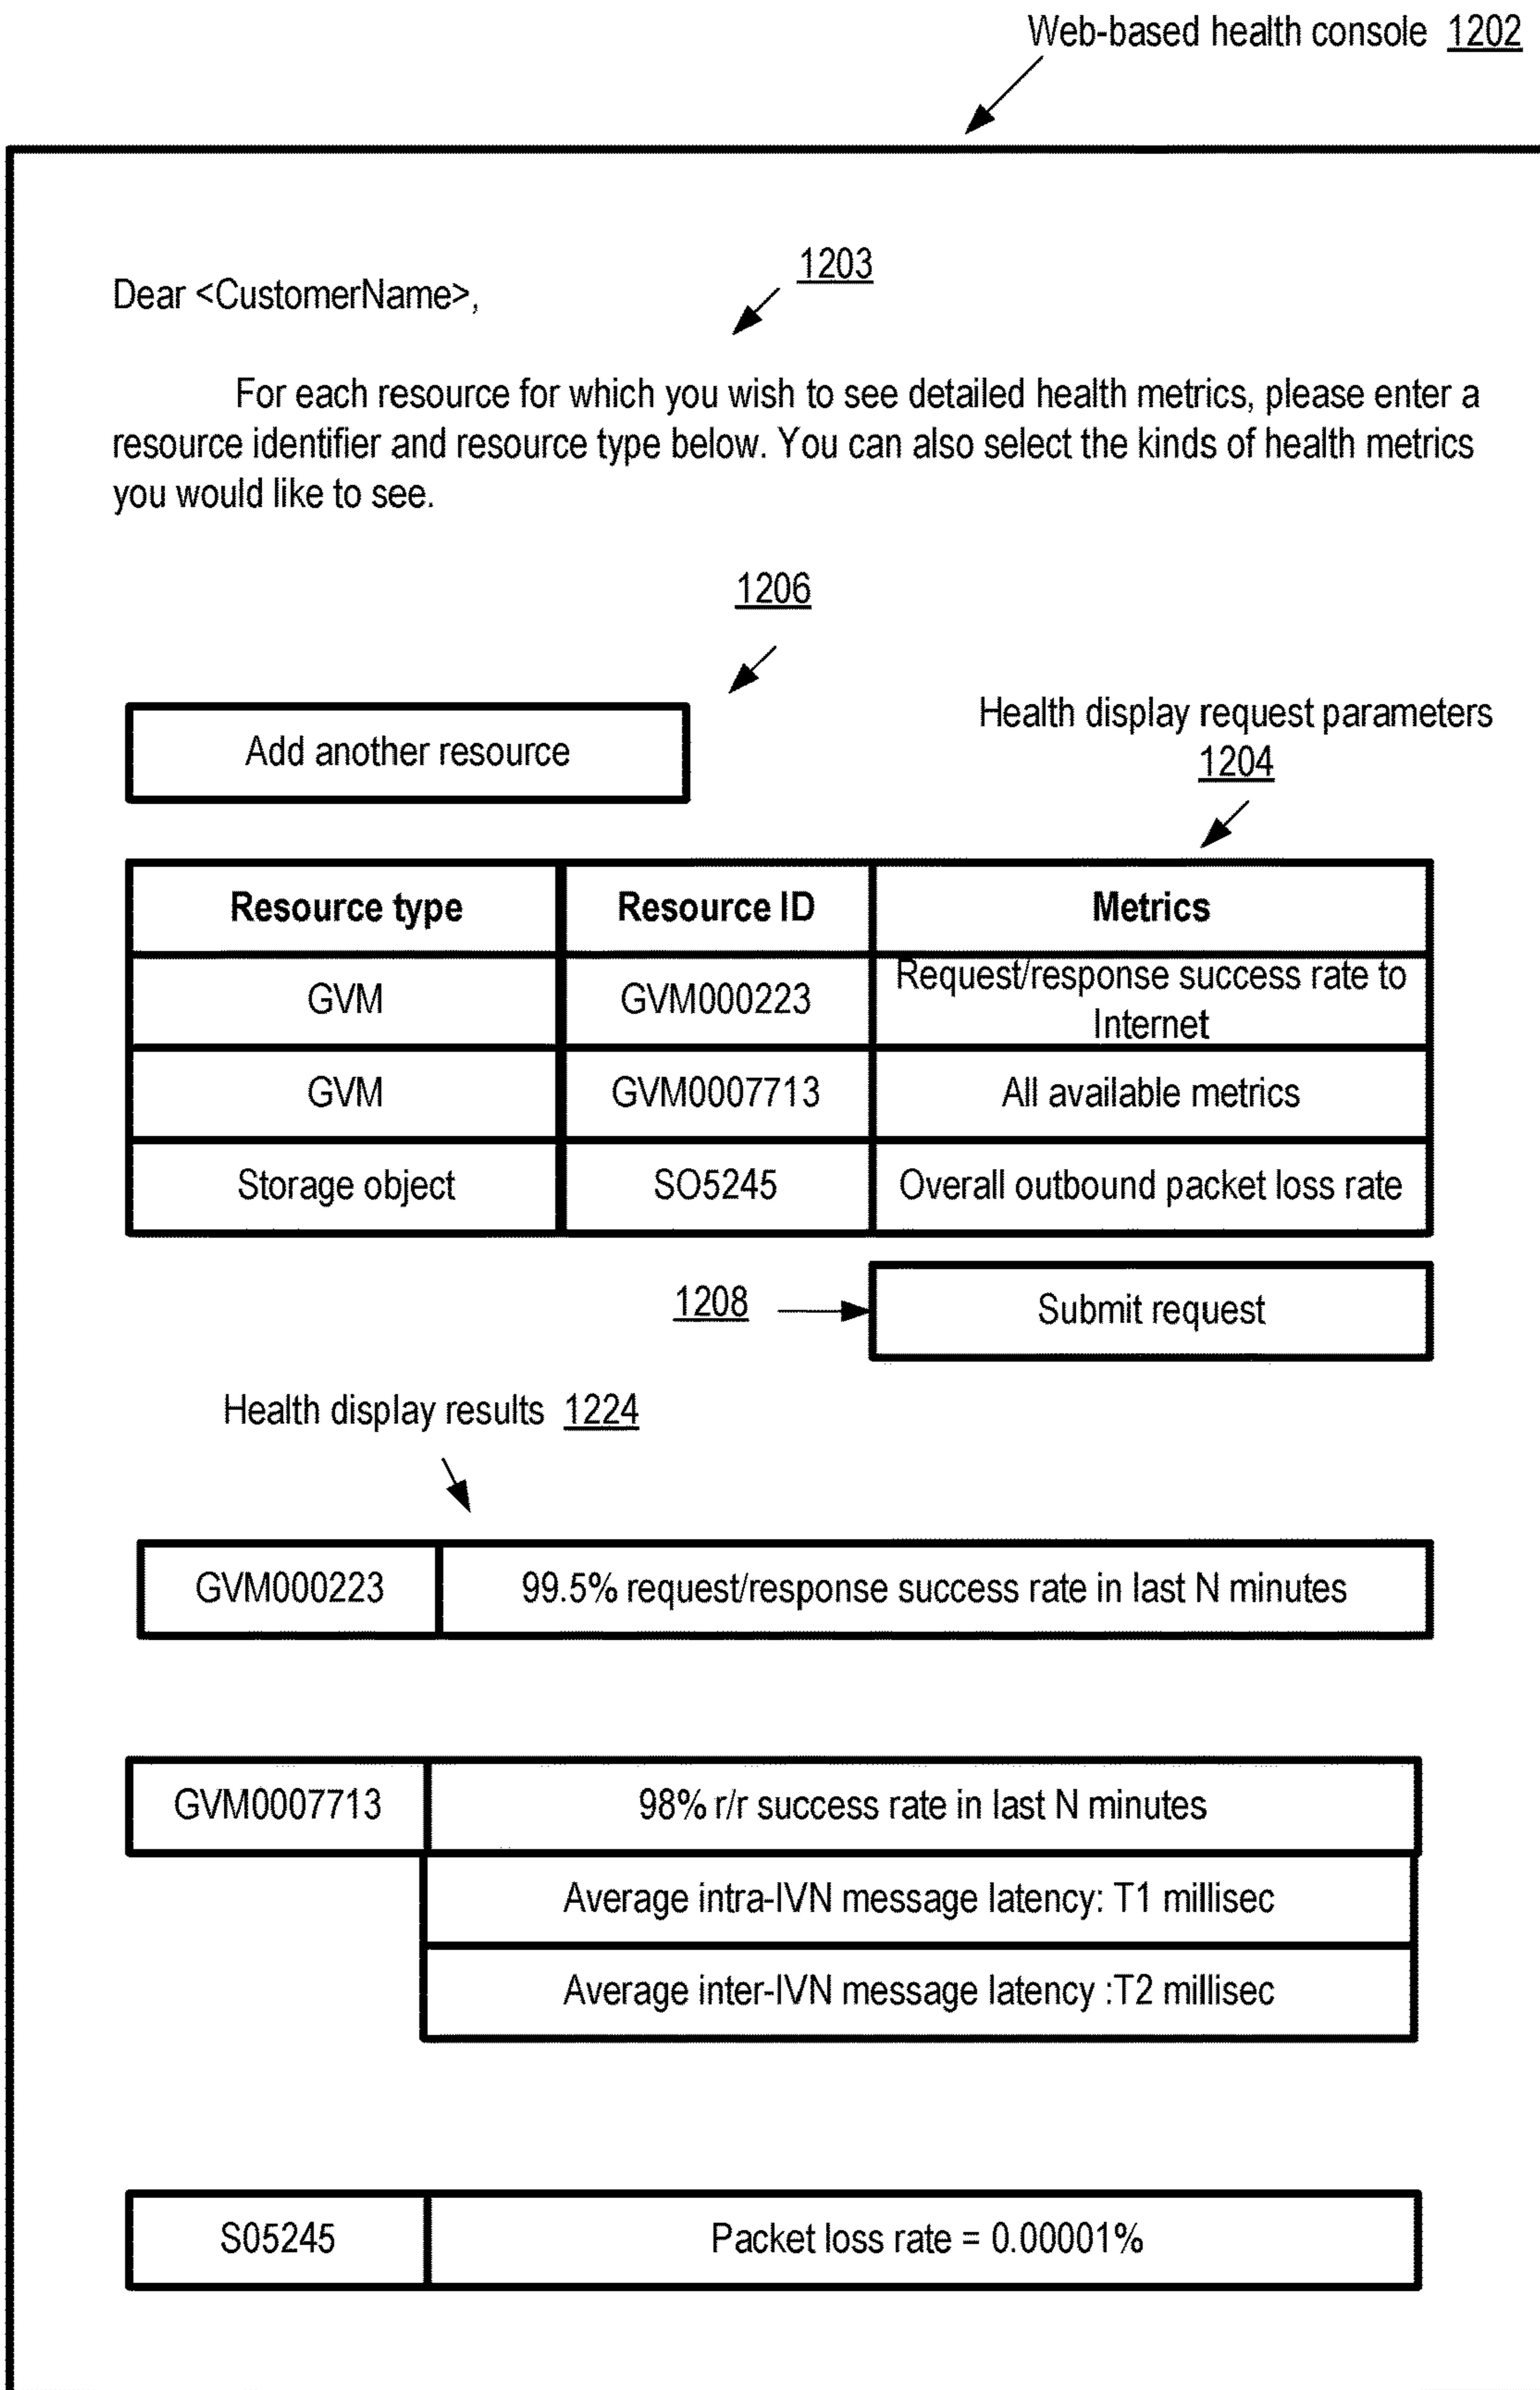 Web-based health console 1202
1203
Dear <CustomerName>,
For each resource for which you wish to see detailed health metrics, please enter a
resource identifier and resource type below. You can also select the kinds of health metrics
you would like to see.
1206
Add another resource
Health display request parameters
1204
Resource type Resource ID Metrics
GVM GVM000223 Request/response success rate to
Internet
GVM GVM0007713 All available metrics
Storage object SO5245 Overall outbound packet loss rate
1208 Submit request
Health display results 1224
GVM000223 99.5% request/response success rate in last N minutes
GVM0007713 98% r/r success rate in last N minutes
Average intra-IVN message latency: T1 millisec
Average inter-IVN message latency :T2 millisec
S05245 Packet loss rate = 0.00001%